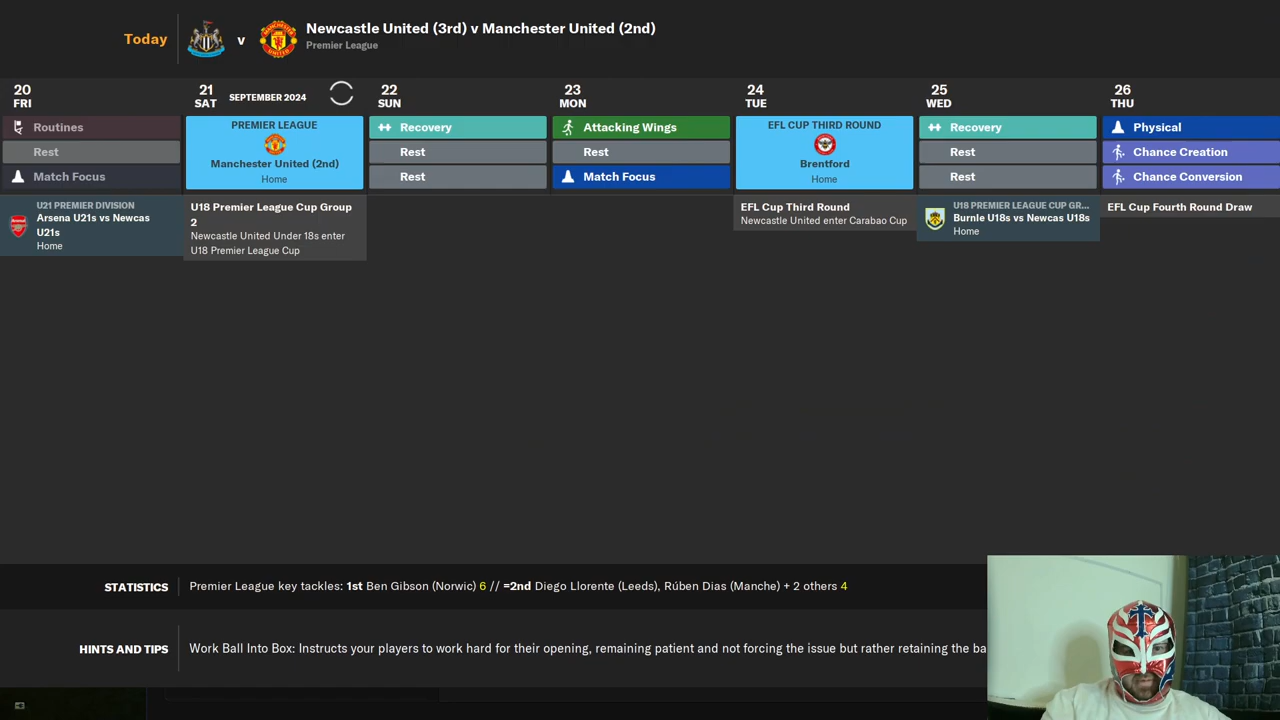 Today
v
Newcastle United (3rd) v Manchester United (2nd)
Premier League
20
FRI
21
SAT
SEPTEMBER 2024
22
SUN
23
MON
24
TUE
25
WED
26
THU
Routines
Rest
Match Focus
PREMIER LEAGUE
Manchester United (2nd)
Home
Recovery
Rest
Rest
Attacking Wings
Rest
Match Focus
EFL CUP THIRD ROUND
Brentford
Home
Recovery
Rest
Rest
Physical
Chance Creation
Chance Conversion
U21 PREMIER DIVISION
Arsena U21s vs Newcas
U21s
Home
U18 Premier League Cup Group
2
Newcastle United Under 18s enter
U18 Premier League Cup
EFL Cup Third Round
Newcastle United enter Carabao Cup
U18 PREMIER LEAGUE CUP GR...
Burnle U18s vs Newcas U18s
Home
EFL Cup Fourth Round Draw
STATISTICS
Premier League key tackles: 1st Ben Gibson (Norwic) 6 // =2nd Diego Llorente (Leeds), Rúben Dias (Manche) + 2 others 4
HINTS AND TIPS
Work Ball Into Box: Instructs your players to work hard for their opening, remaining patient and not forcing the issue but rather retaining the ba